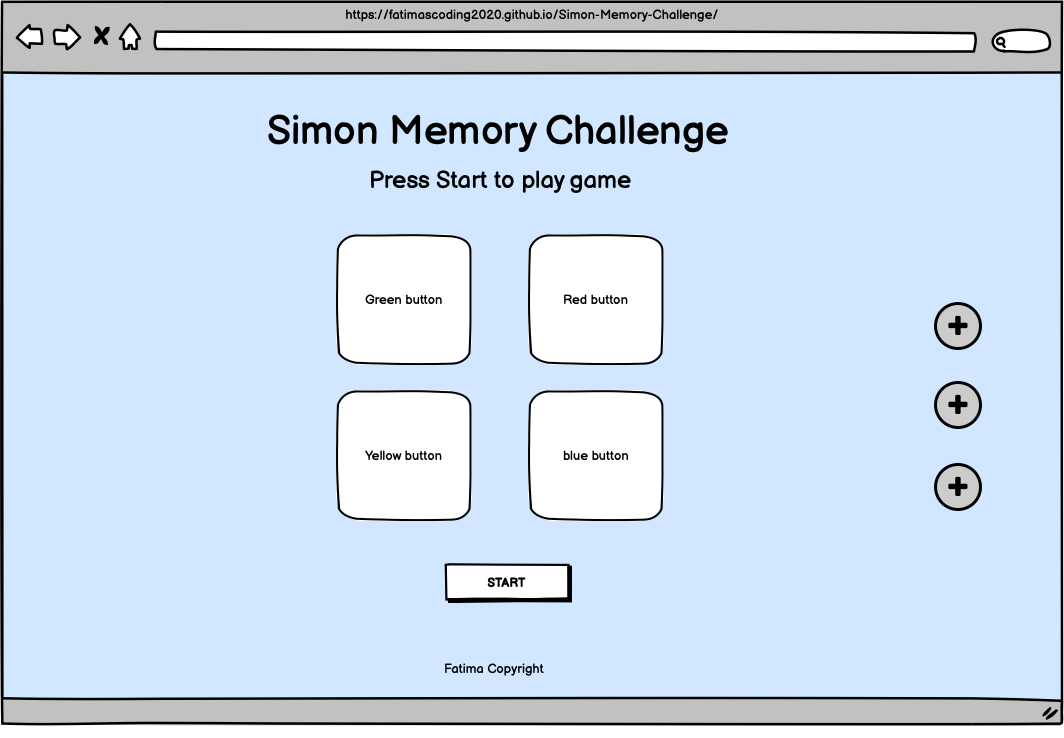 https://fatimascoding2020.github.io/Simon-Memory-Challenge/
Simon Memory Challenge
Press Start to play game
Green button
Red button
Yellow button
blue button
START
Fatima Copyright